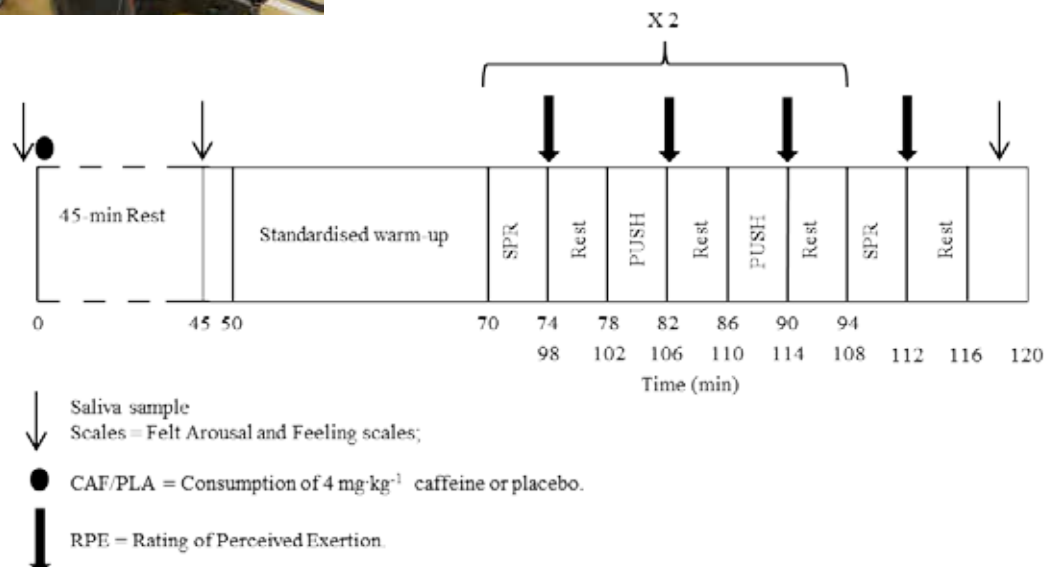 X 2
45-min Rest
Standardised warm-up
SPR
Rest
PUSH
Rest
PUSH
Rest
SPR
Rest
0 45 50 70 74 78 82 86 90 94
98 102 106 110 114 108 112 116 120
Time (min)
Saliva sample
Scales = Felt Arousal and Feeling scales;
CAF/PLA = Consumption of 4 mg·kg⁻¹ caffeine or placebo.
RPE = Rating of Perceived Exertion.